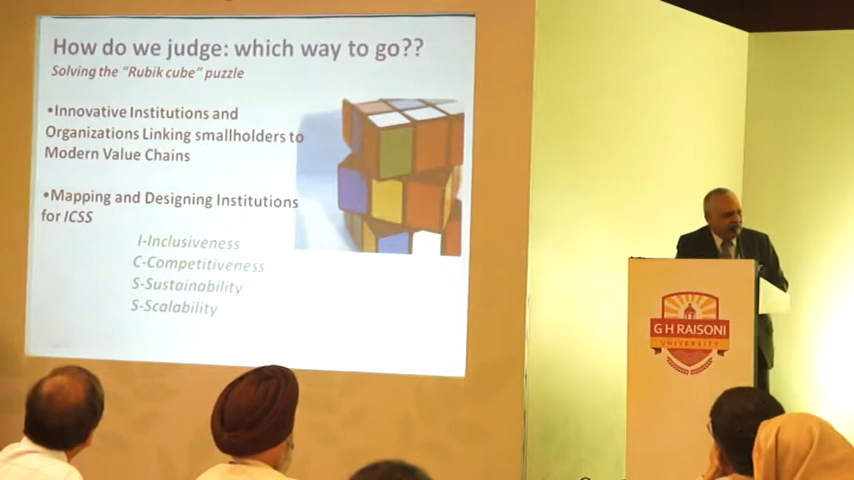 How do we judge: which way to go??
Solving the “Rubik cube” puzzle
•Innovative Institutions and
Organizations Linking smallholders to
Modern Value Chains
•Mapping and Designing Institutions
for ICSS
I-Inclusiveness
C-Competitiveness
S-Sustainability
S-Scalability
G H RAISONI
UNIVERSITY